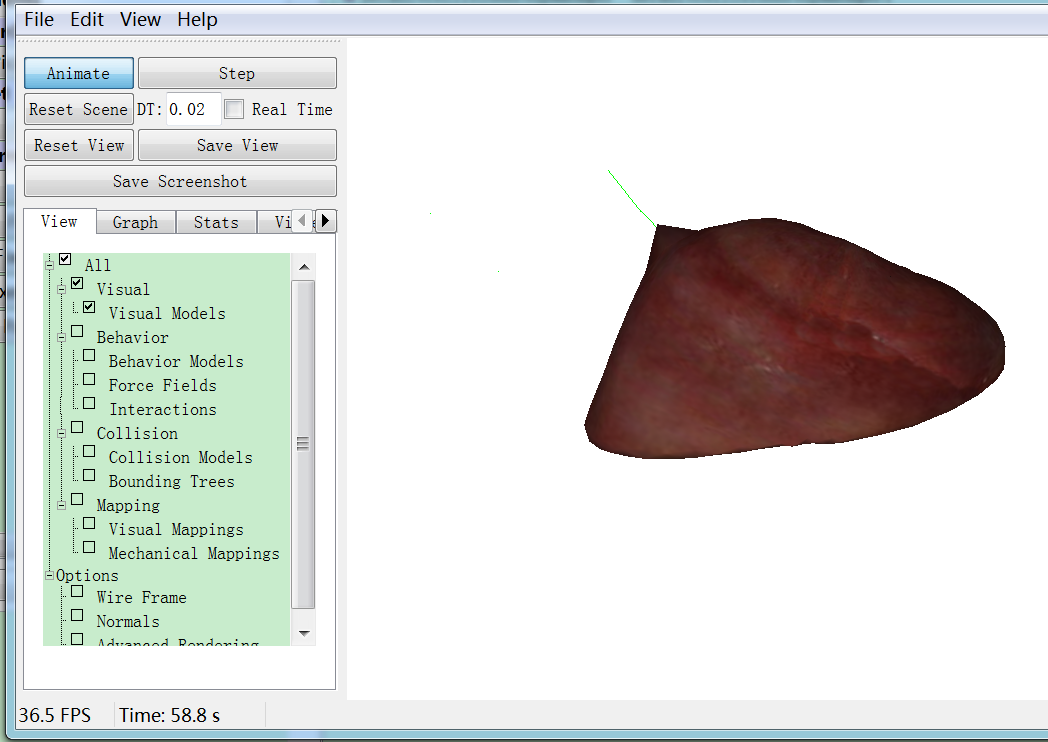 File Edit View Help
Animate Step
Reset Scene DT: 0.02 Real Time
Reset View Save View
Save Screenshot
View Graph Stats Vi
All
Visual
Visual Models
Behavior
Behavior Models
Force Fields
Interactions
Collision
Collision Models
Bounding Trees
Mapping
Visual Mappings
Mechanical Mappings
Options
Wire Frame
Normals
Advanced Rendering
36.5 FPS Time: 58.8 s